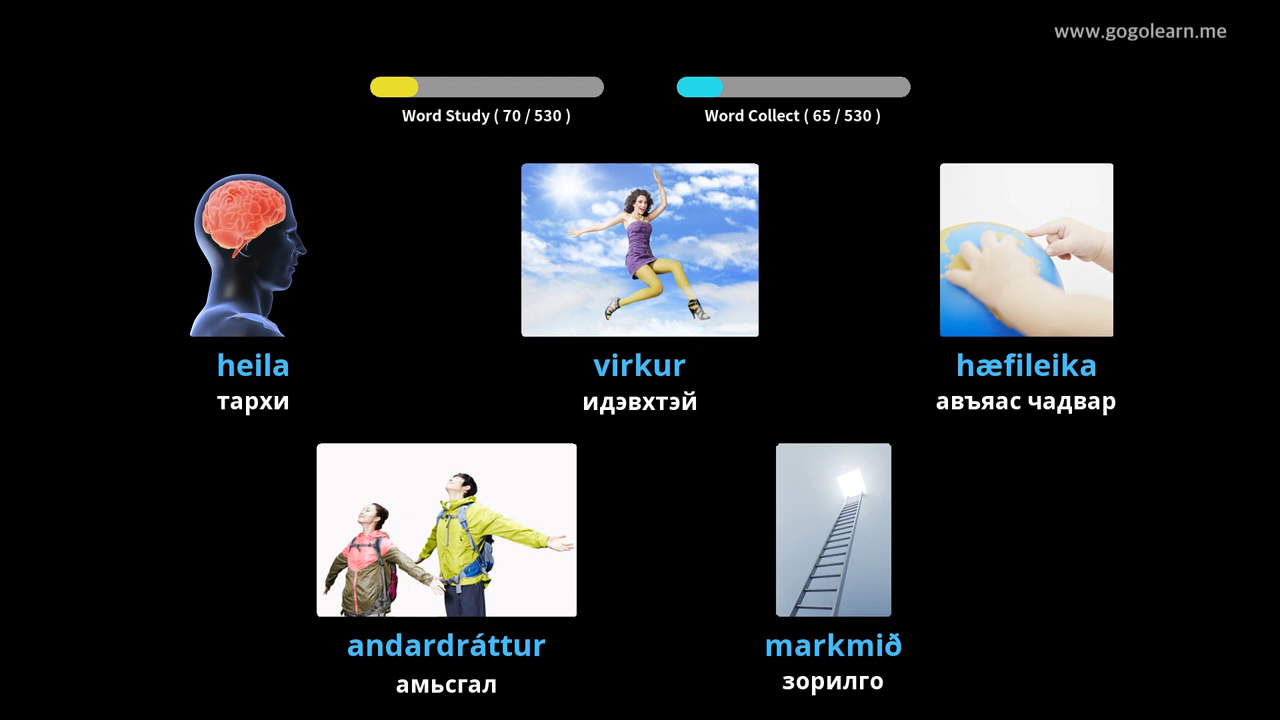 www.gogolearn.me
Word Study ( 70 / 530 )
Word Collect ( 65 / 530 )
heila
тархи
virkur
идэвхтэй
hæfileika
авъяас чадвар
andardráttur
амьсгал
markmið
зорилго